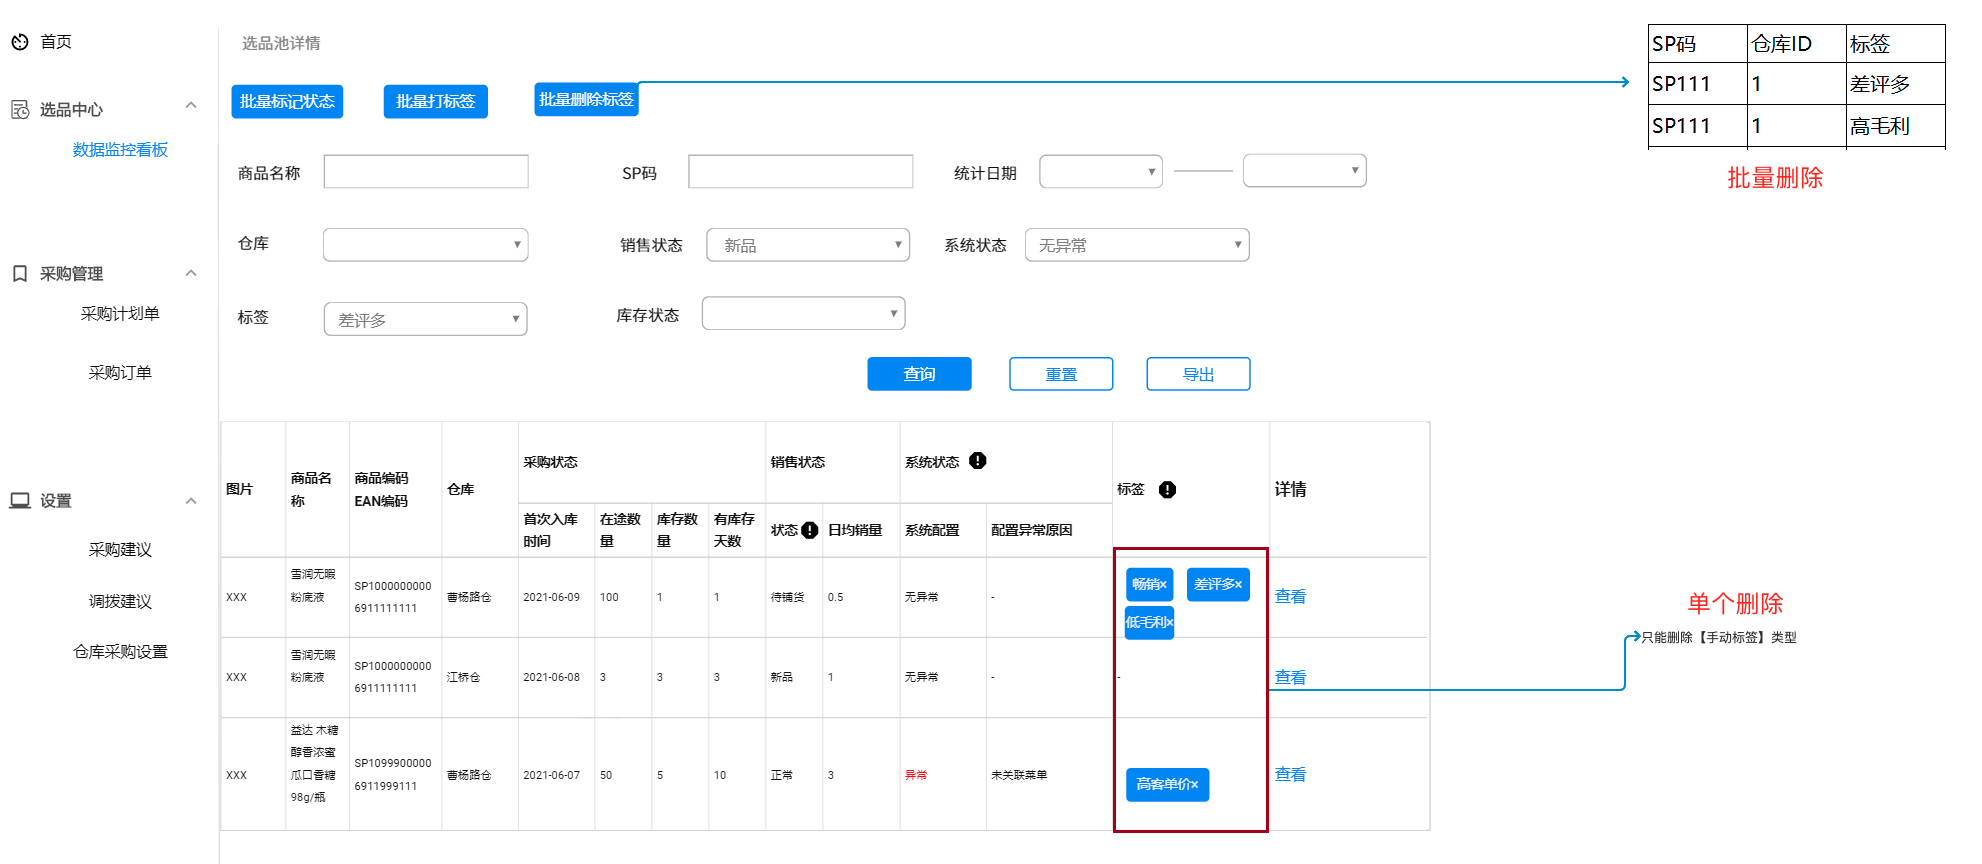 首页
选品中心
数据监控看板
采购管理
采购计划单
采购订单
设置
采购建议
调拨建议
仓库采购设置
选品池详情
批量标记状态 批量打标签 批量删除标签
商品名称 SP码 统计日期
仓库 销售状态 新品 系统状态 无异常
标签 差评多 库存状态
查询 重置 导出
图片 商品名称 商品编码 EAN编码 仓库 采购状态 销售状态 系统状态 标签 详情
首次入库时间 在途数量 库存数量 有库存天数 状态 日均销量 系统配置 配置异常原因
XXX 雪润无暇粉底液 SP1000000000 6911111111 曹杨路仓 2021-06-09 100 1 1 待铺货 0.5 无异常 - 畅销× 差评多× 低毛利× 查看
XXX 雪润无暇粉底液 SP1000000000 6911111111 江桥仓 2021-06-08 3 3 3 新品 1 无异常 - - 查看
XXX 益达 木糖醇香浓蜜瓜口香糖98g/瓶 SP1099900000 6911999111 曹杨路仓 2021-06-07 50 5 10 正常 3 异常 未关联菜单 高客单价× 查看
SP码 仓库ID 标签
SP111 1 差评多
SP111 1 高毛利
批量删除
单个删除
只能删除【手动标签】类型